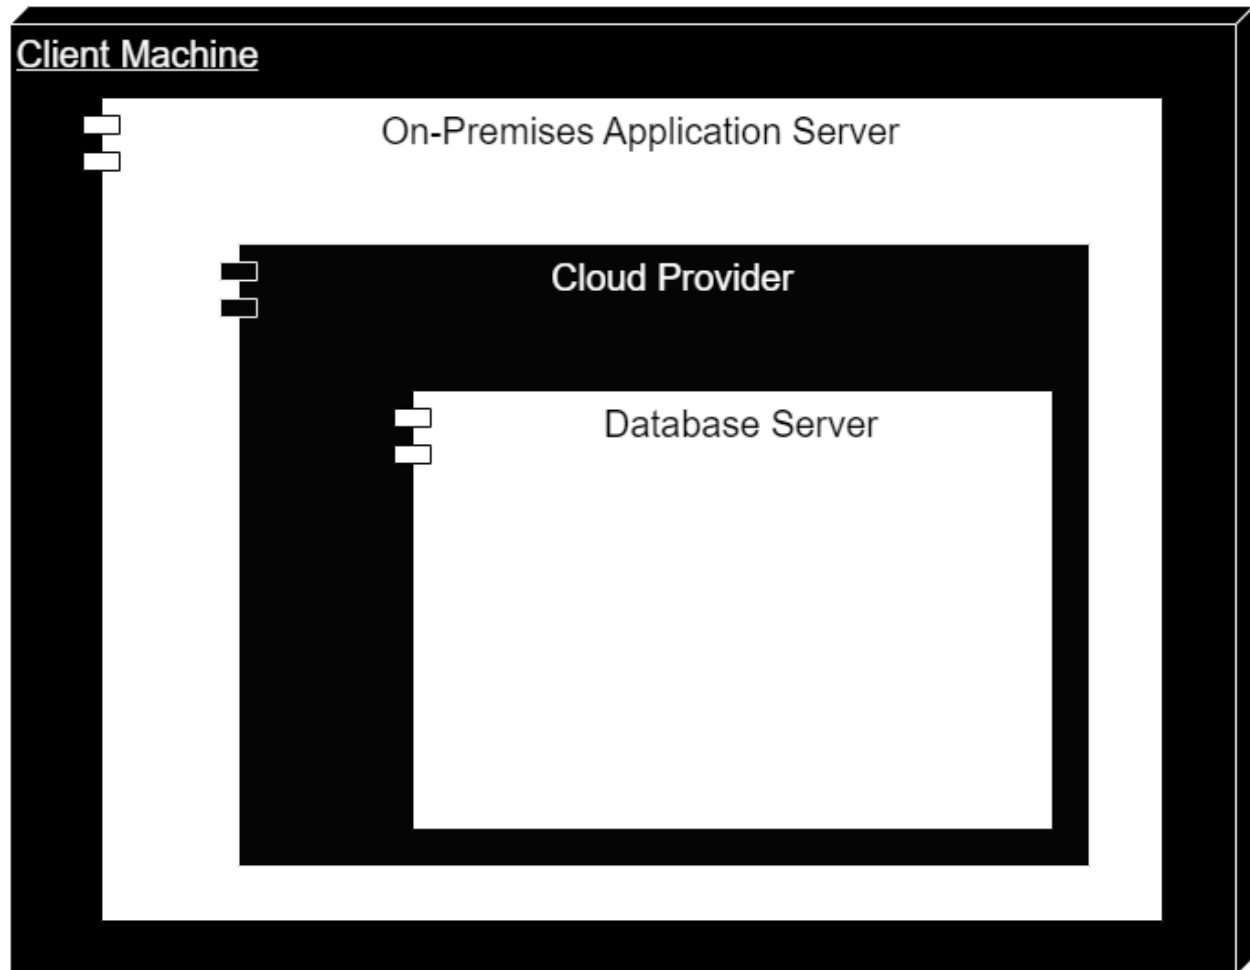 Client Machine
On-Premises Application Server
Cloud Provider
Database Server